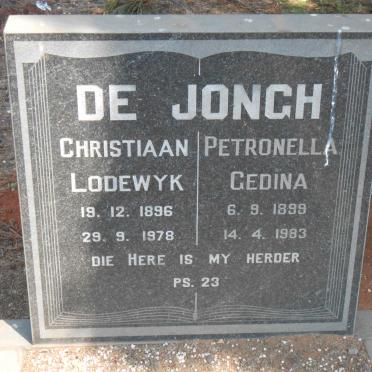 DE JONGH
CHRISTIAAN
LODEWYK
19. 12. 1896
29. 9. 1978
PETRONELLA
GEDINA
6. 9. 1899
14. 4. 1983
DIE HERE IS MY HERDER
PS. 23